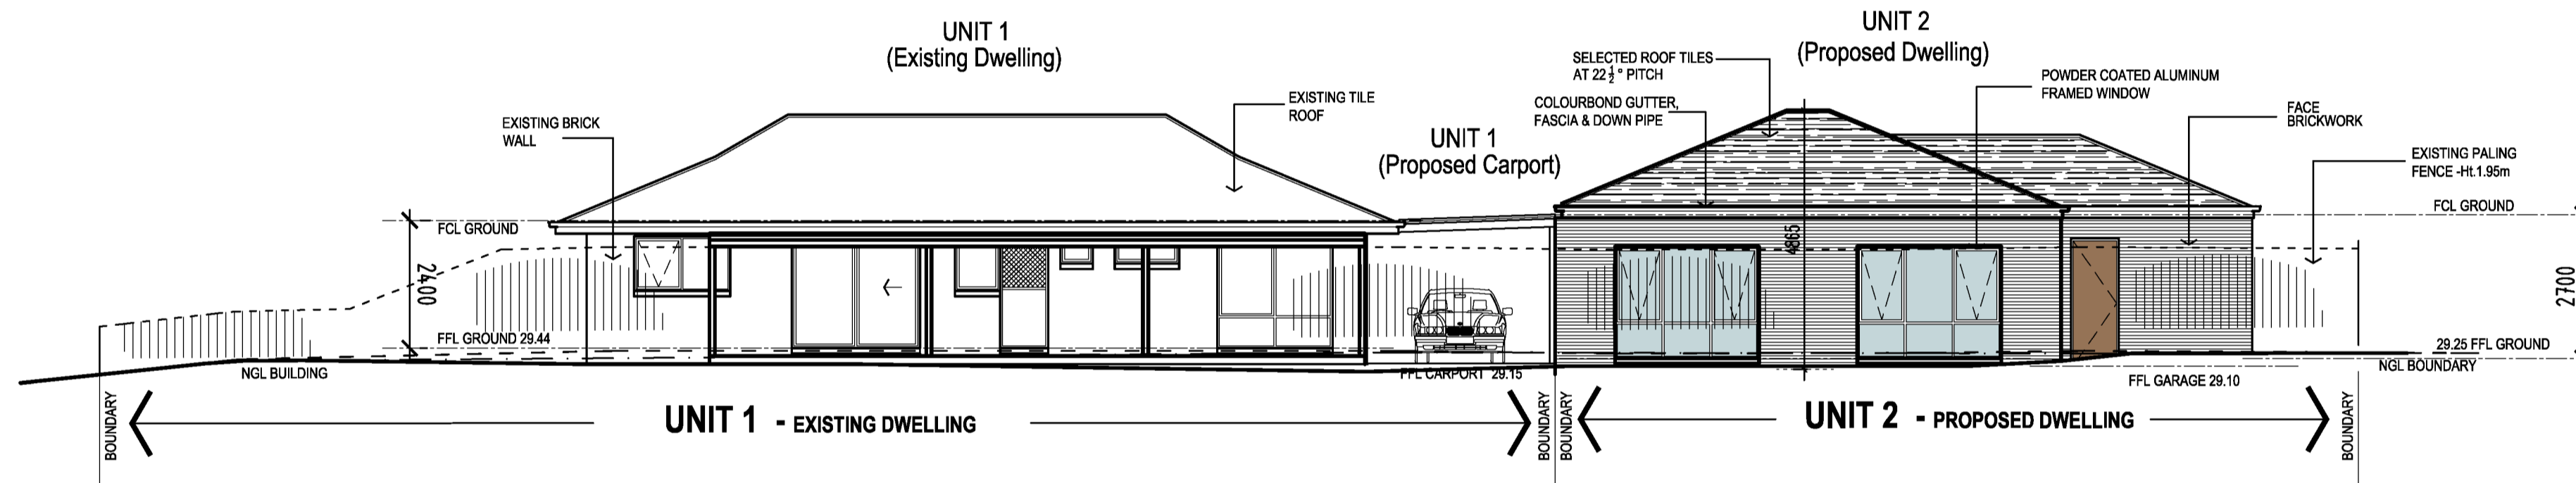 UNIT 1
(Existing Dwelling)
UNIT 2
(Proposed Dwelling)
SELECTED ROOF TILES
AT 22 1/2° PITCH
POWDER COATED ALUMINUM
FRAMED WINDOW
COLOURBOND GUTTER,
FASCIA & DOWN PIPE
FACE
BRICKWORK
EXISTING TILE
ROOF
EXISTING BRICK
WALL
UNIT 1
(Proposed Carport)
EXISTING PALING
FENCE -Ht.1.95m
FCL GROUND
FCL GROUND
2400
4865
2700
FFL GROUND 29.44
29.25 FFL GROUND
NGL BUILDING
FFL CARPORT 29.15
NGL BOUNDARY
FFL GARAGE 29.10
BOUNDARY
UNIT 1 - EXISTING DWELLING
BOUNDARY
BOUNDARY
UNIT 2 - PROPOSED DWELLING
BOUNDARY